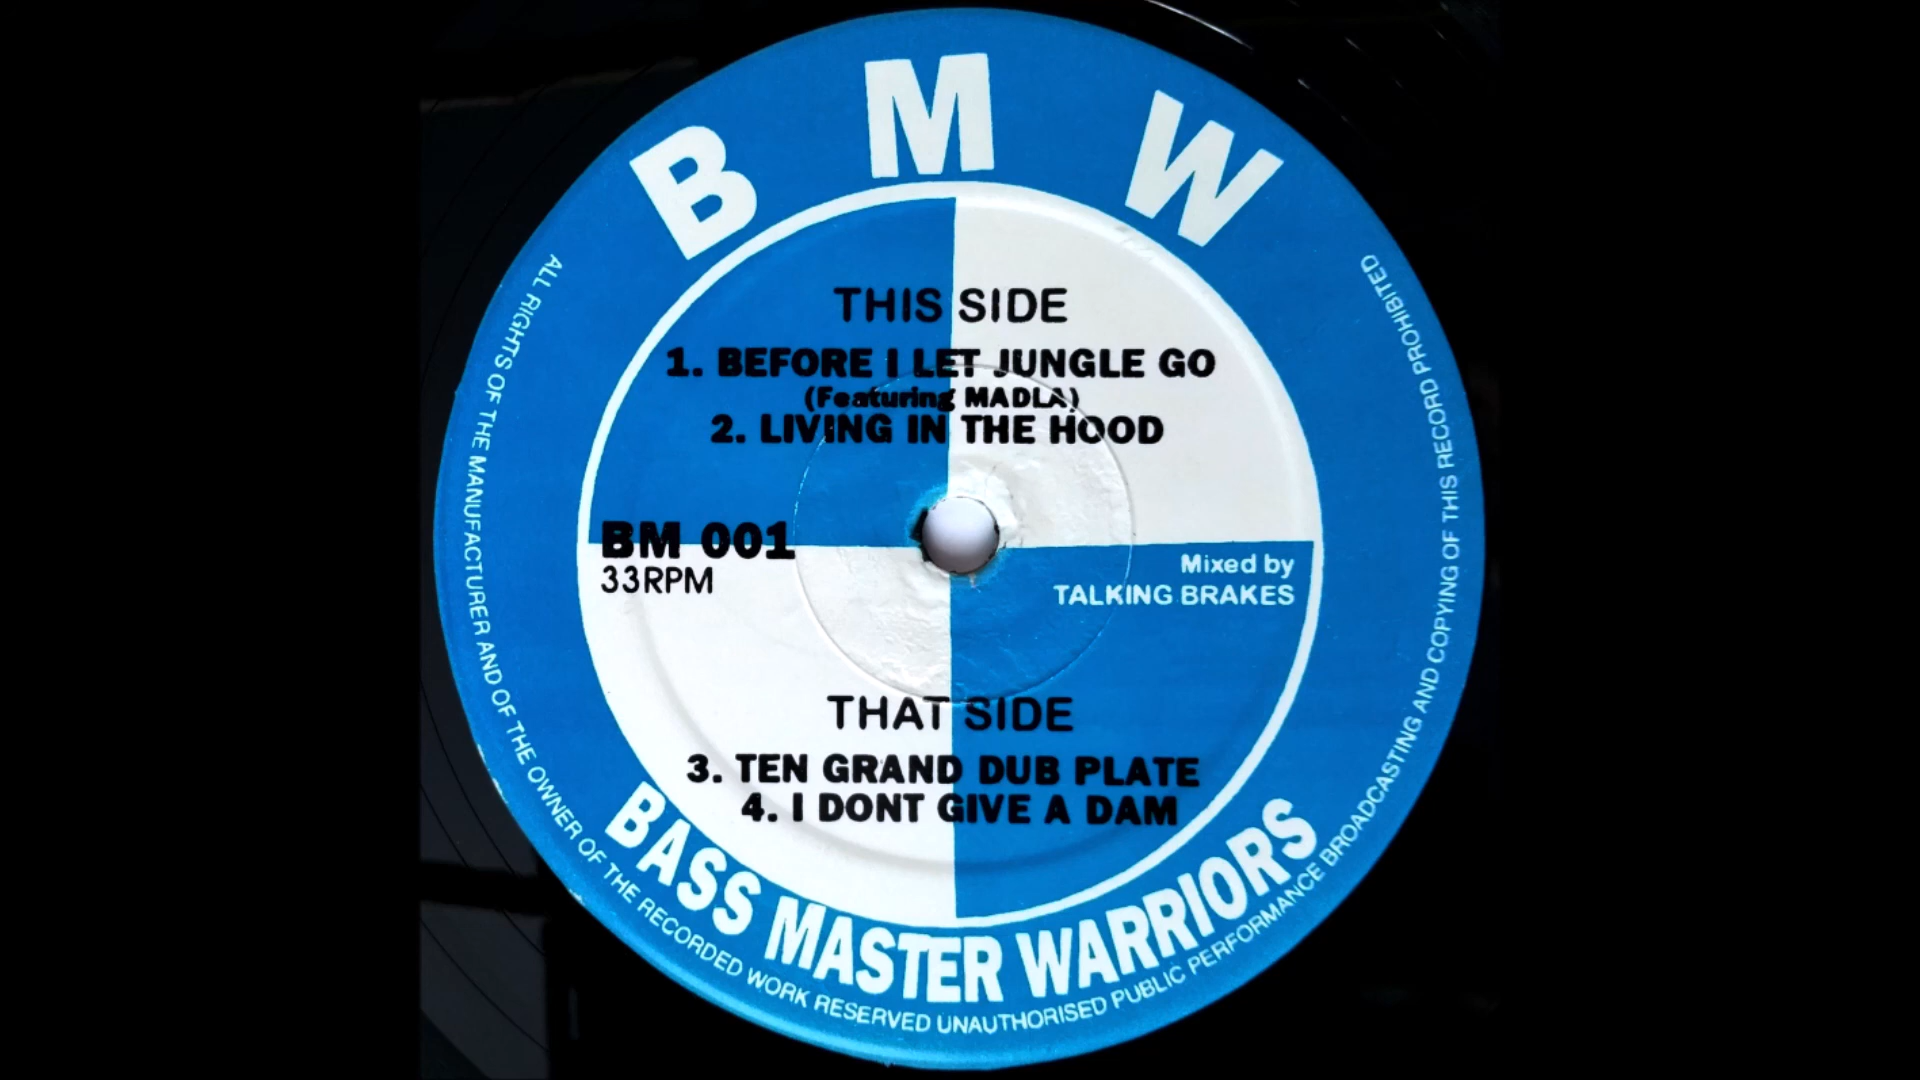 B M W
THIS SIDE
1. BEFORE I LET JUNGLE GO
(Featuring MADLA)
2. LIVING IN THE HOOD
BM 001
33RPM
Mixed by
TALKING BRAKES
THAT SIDE
3. TEN GRAND DUB PLATE
4. I DONT GIVE A DAM
BASS MASTER WARRIORS
ALL RIGHTS OF THE MANUFACTURER AND OF THE OWNER OF THE RECORDED WORK RESERVED UNAUTHORISED PUBLIC PERFORMANCE BROADCASTING AND COPYING OF THIS RECORD PROHIBITED